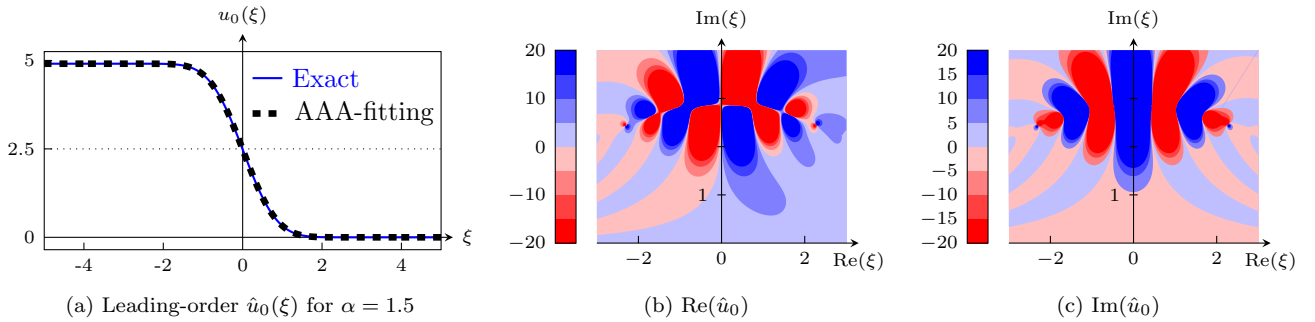 u₀(ξ)
5
2.5
0
-4
-2
0
2
4
ξ
Exact
AAA-fitting
(a) Leading-order û₀(ξ) for α = 1.5
Im(ξ)
20
10
0
−10
−20
1
−2
0
2
Re(ξ)
(b) Re(û₀)
Im(ξ)
20
15
10
5
0
−5
−10
−15
−20
1
−2
0
2
Re(ξ)
(c) Im(û₀)